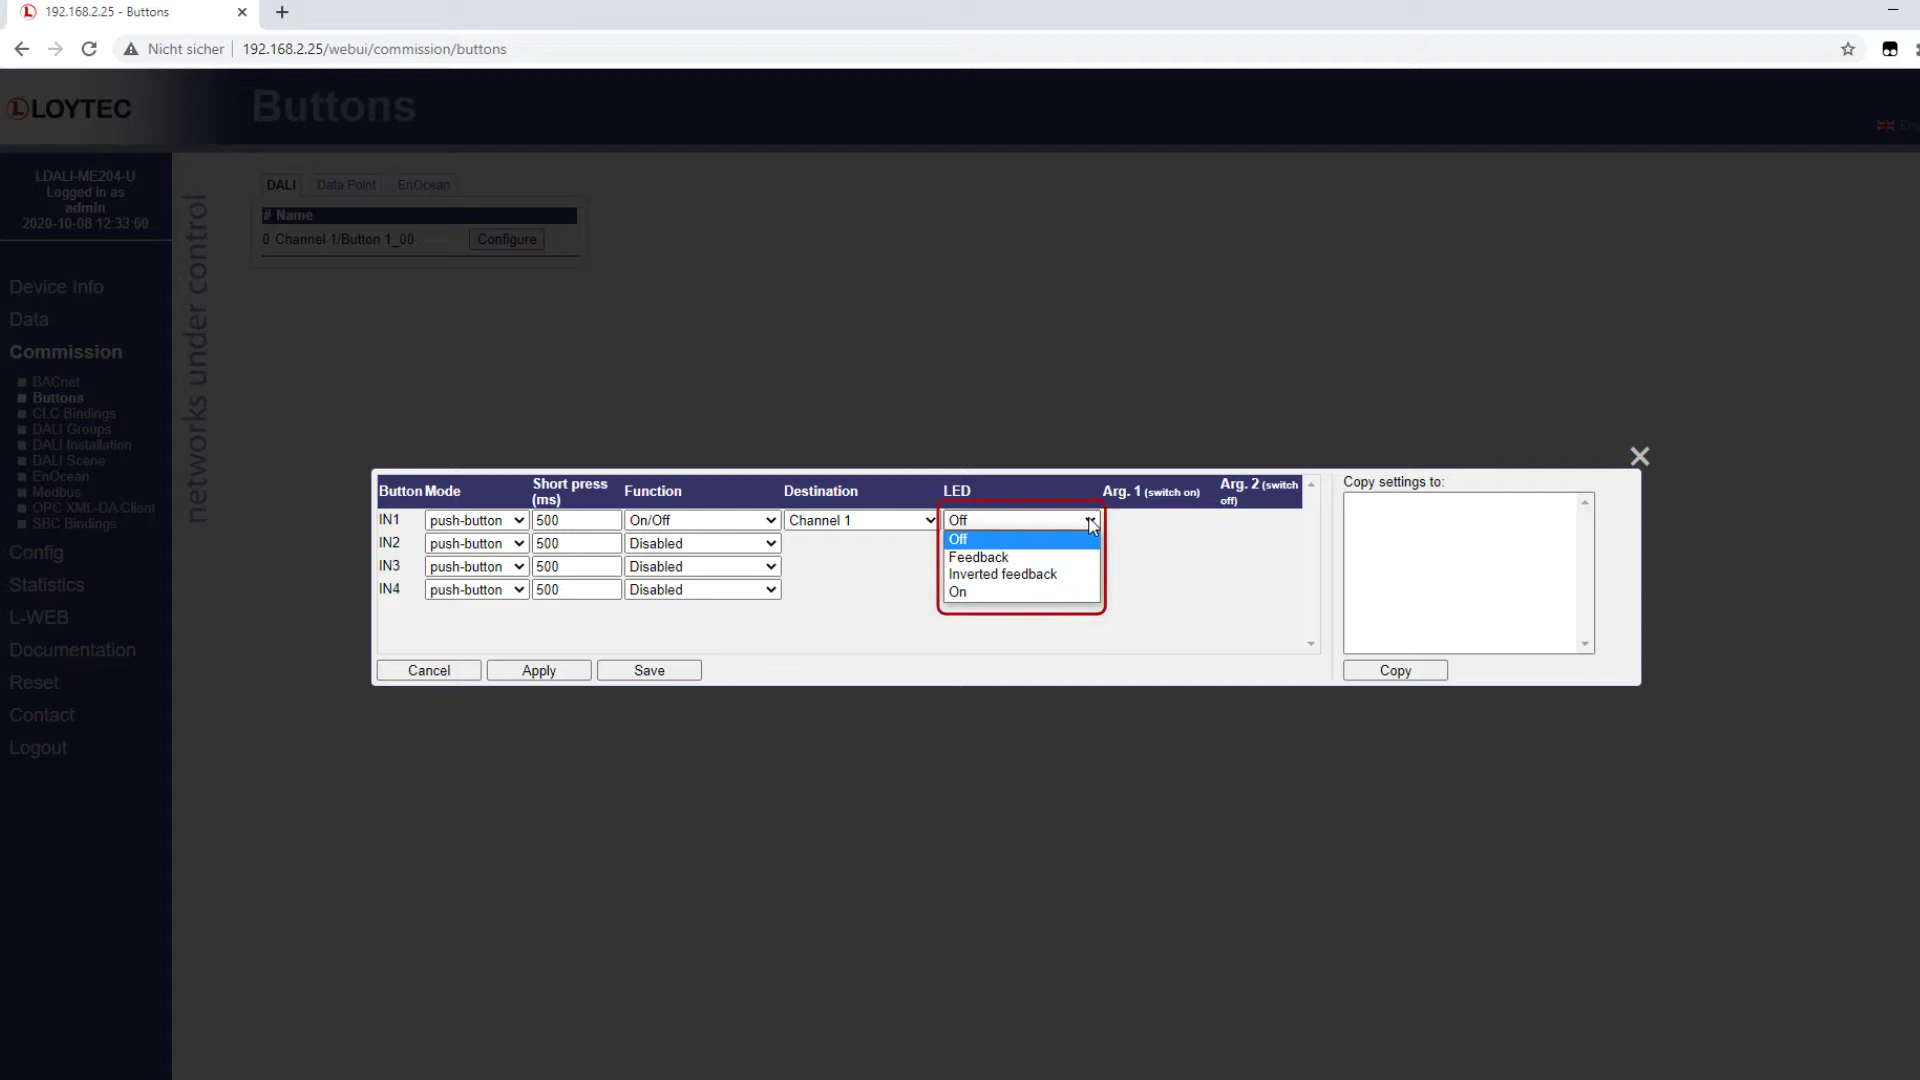 192.168.2.25 - Buttons
Nicht sicher 192.168.2.25/webui/commission/buttons
LOYTEC
Buttons
LDALI-ME204-U
Logged in as
admin
2020-10-08 12:33:69
networks under control
Device Info
Data
Commission
BACnet
Buttons
CLC Bindings
DALI Groups
DALI Installation
DALI Scene
EnOcean
Modbus
OPC XML-DA Client
SBC Bindings
Config
Statistics
L-WEB
Documentation
Reset
Contact
Logout
DALI Data Point EnOcean
# Name
0 Channel 1/Button 1_00 Configure
Button Mode Short press (ms) Function Destination LED Arg. 1 (switch on) Arg. 2 (switch off)
IN1 push-button 500 On/Off Channel 1 Off
IN2 push-button 500 Disabled
IN3 push-button 500 Disabled
IN4 push-button 500 Disabled
Off
Feedback
Inverted feedback
On
Cancel Apply Save
Copy settings to:
Copy